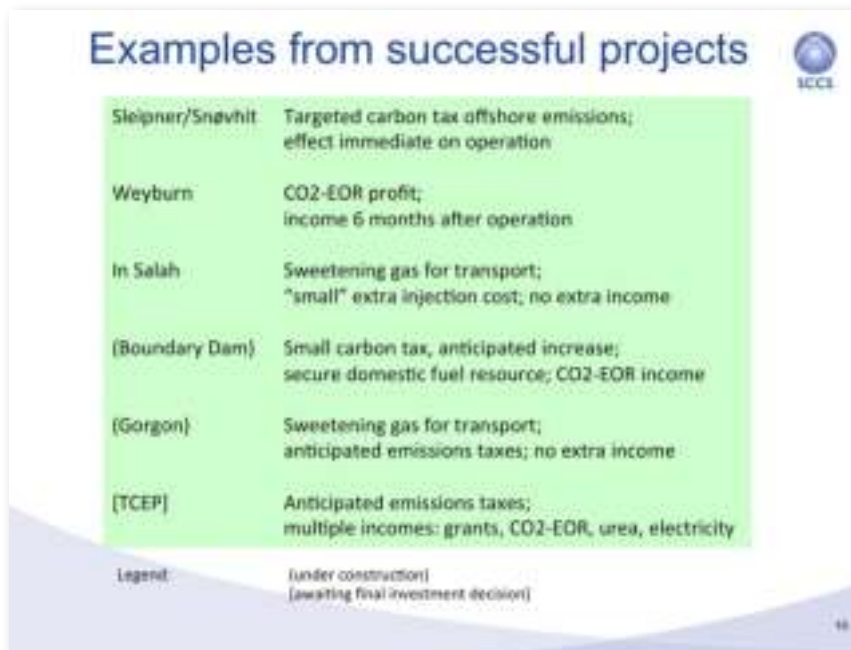 Examples from successful projects
SCCS
Sleipner/Snøvhit Targeted carbon tax offshore emissions;
effect immediate on operation
Weyburn CO2-EOR profit;
income 6 months after operation
In Salah Sweetening gas for transport;
"small" extra injection cost; no extra income
(Boundary Dam) Small carbon tax, anticipated increase;
secure domestic fuel resource; CO2-EOR income
(Gorgon) Sweetening gas for transport;
anticipated emissions taxes; no extra income
[TCEP] Anticipated emissions taxes;
multiple incomes: grants, CO2-EOR, urea, electricity
Legend (under construction)
[awaiting final investment decision]